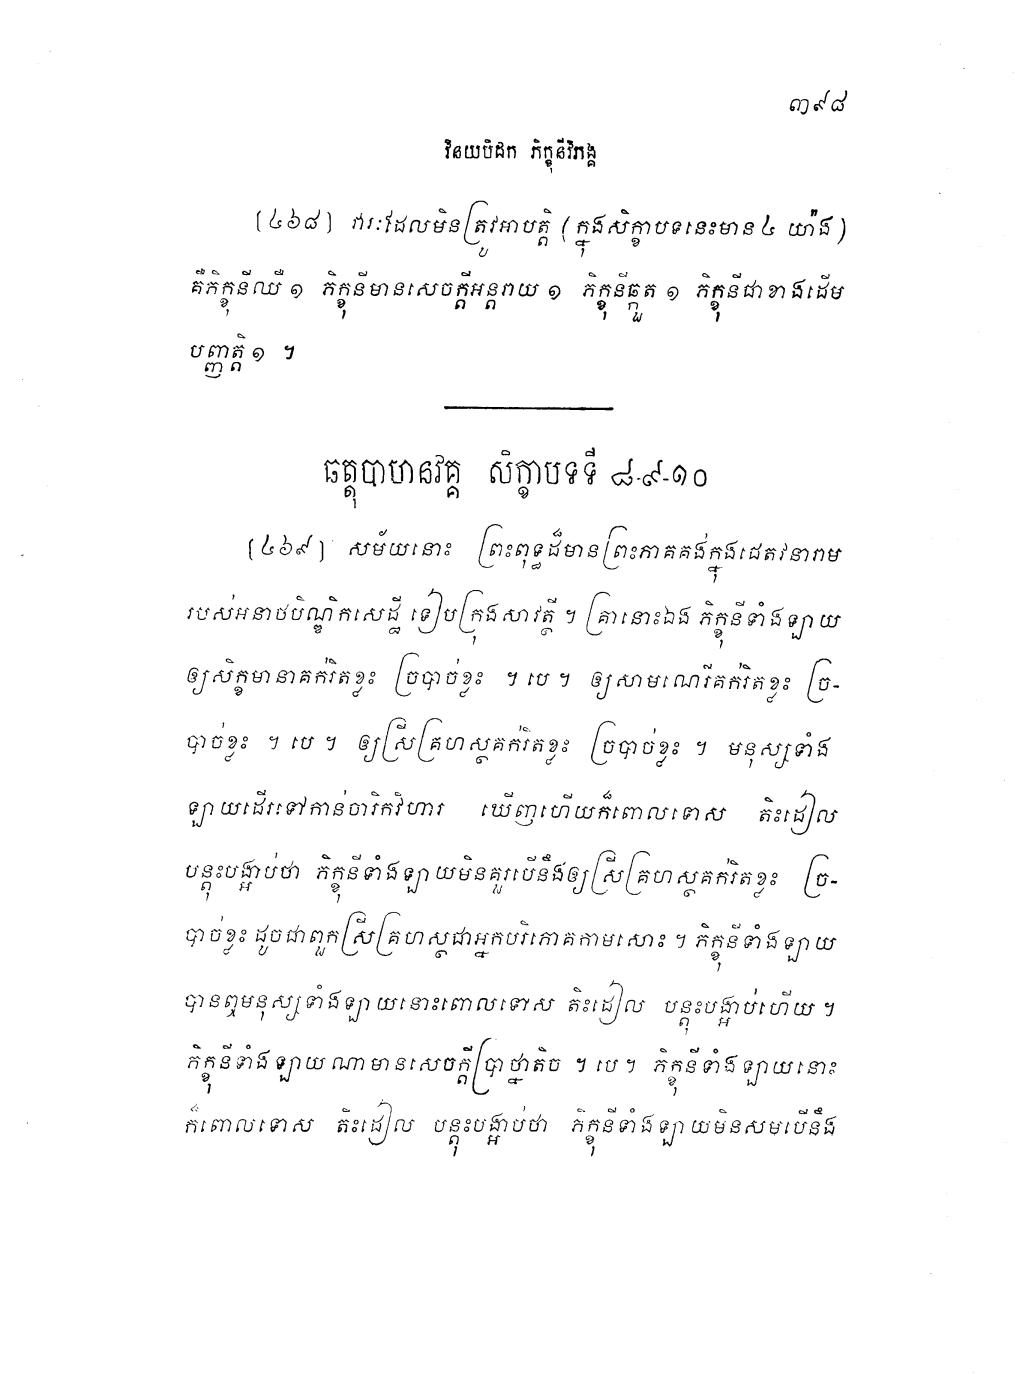 ៣៩៨
វិនយបិដក ភិក្ខុនីវិភង្គ
[៤៦៨] វារៈដែលមិនត្រូវអាបត្តិ (ក្នុងសិក្ខាបទនេះមាន ៤ យ៉ាង)
គឺភិក្ខុនីឈឺ ១ ភិក្ខុនីមានសេចក្តីអន្តរាយ ១ ភិក្ខុនីឆ្កួត ១ ភិក្ខុនីជាខាងដើម
បញ្ញត្តិ ១ ។
ឆត្តុបាហនវគ្គ សិក្ខាបទទី ៨-៩-១០
[៤៦៩] សម័យនោះ ព្រះពុទ្ធដ៏មានព្រះភាគគង់ក្នុងជេតវនារាម
របស់អនាថបិណ្ឌិកសេដ្ឋី ទៀបក្រុងសាវត្ថី ។ គ្រានោះឯង ភិក្ខុនីទាំងឡាយ
ឲ្យសិក្ខមានាគក់រឹតខ្លះ ច្របាច់ខ្លះ ។ បេ ។ ឲ្យសាមណេរីគក់រឹតខ្លះ ច្រ-
បាច់ខ្លះ ។ បេ ។ ឲ្យស្រីគ្រហស្ថគក់រឹតខ្លះ ច្របាច់ខ្លះ ។ មនុស្សទាំង
ឡាយដើរទៅកាន់ចារិកវិហារ ឃើញហើយក៏ពោលទោស តិះដៀល
បន្តុះបង្អាប់ថា ភិក្ខុនីទាំងឡាយមិនគួរបើនឹងឲ្យស្រីគ្រហស្ថគក់រឹតខ្លះ ច្រ-
បាច់ខ្លះ ដូចជាពួកស្រីគ្រហស្ថជាអ្នកបរិភោគកាមសោះ ។ ភិក្ខុនីទាំងឡាយ
បានឮមនុស្សទាំងឡាយនោះពោលទោស តិះដៀល បន្តុះបង្អាប់ហើយ ។
ភិក្ខុនីទាំងឡាយណាមានសេចក្តីប្រាថ្នាតិច ។ បេ ។ ភិក្ខុនីទាំងឡាយនោះ
ក៏ពោលទោស តិះដៀល បន្តុះបង្អាប់ថា ភិក្ខុនីទាំងឡាយមិនសមបើនឹង